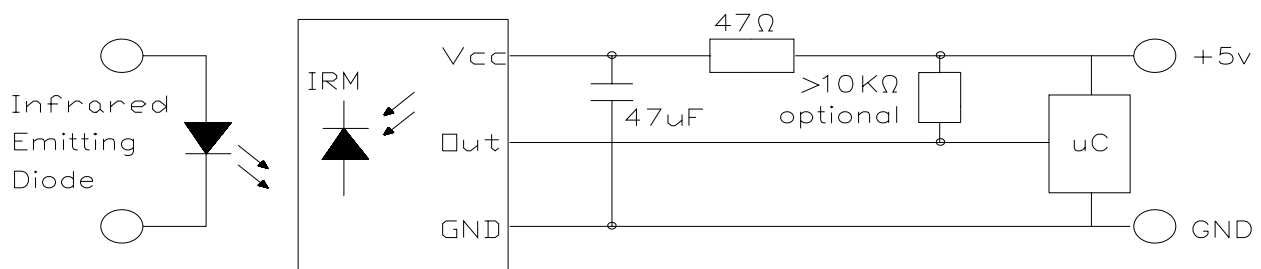 47Ω
Vcc
+5v
IRM
>10KΩ
optional
Infrared
Emitting
Diode
47uF
Out
uC
GND
GND